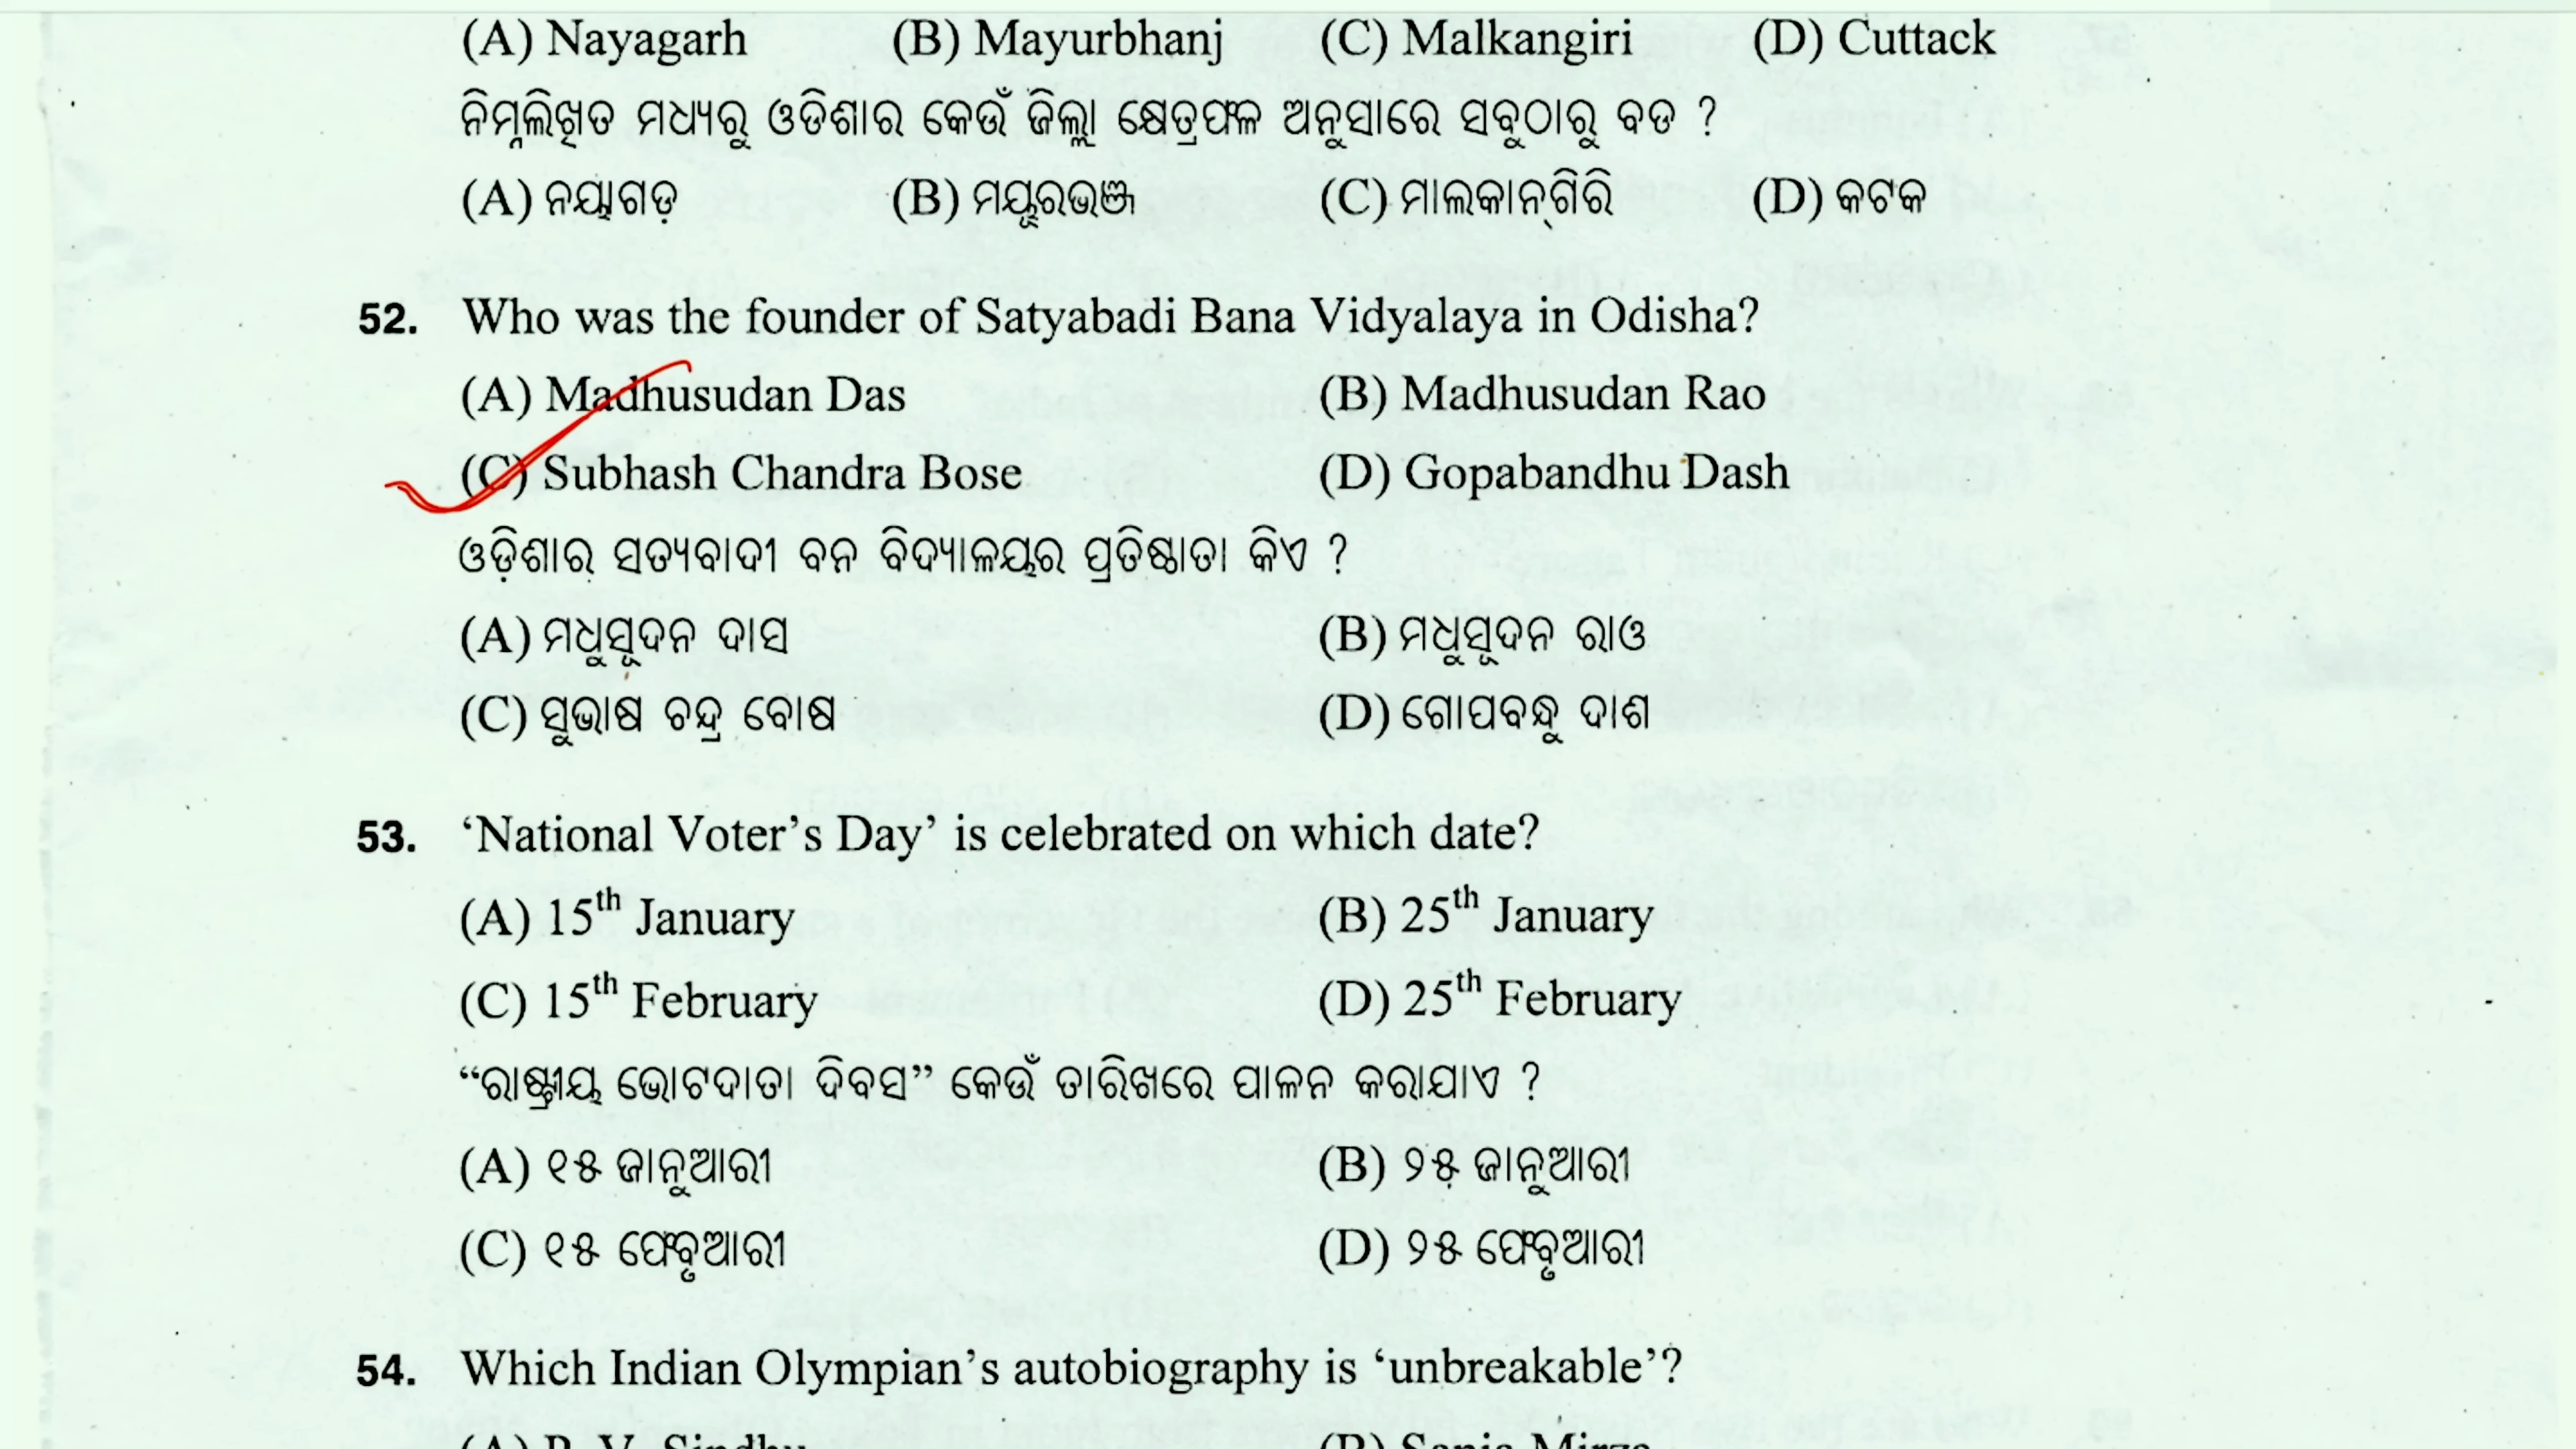 (A) Nayagarh (B) Mayurbhanj (C) Malkangiri (D) Cuttack
ନିମ୍ନଲିଖିତ ମଧ୍ୟରୁ ଓଡିଶାର କେଉଁ ଜିଲ୍ଲା କ୍ଷେତ୍ରଫଳ ଅନୁସାରେ ସବୁଠାରୁ ବଡ ?
(A) ନୟାଗଡ଼ (B) ମୟୂରଭଞ୍ଜ (C) ମାଲକାନ୍‌ଗିରି (D) କଟକ
52. Who was the founder of Satyabadi Bana Vidyalaya in Odisha?
(A) Madhusudan Das (B) Madhusudan Rao
(C) Subhash Chandra Bose (D) Gopabandhu Dash
ଓଡ଼ିଶାର ସତ୍ୟବାଦୀ ବନ ବିଦ୍ୟାଳୟର ପ୍ରତିଷ୍ଠାତା କିଏ ?
(A) ମଧୁସୂଦନ ଦାସ (B) ମଧୁସୂଦନ ରାଓ
(C) ସୁଭାଷ ଚନ୍ଦ୍ର ବୋଷ (D) ଗୋପବନ୍ଧୁ ଦାଶ
53. ‘National Voter’s Day’ is celebrated on which date?
(A) 15th January (B) 25th January
(C) 15th February (D) 25th February
“ରାଷ୍ଟ୍ରୀୟ ଭୋଟଦାତା ଦିବସ” କେଉଁ ତାରିଖରେ ପାଳନ କରାଯାଏ ?
(A) ୧୫ ଜାନୁଆରୀ (B) ୨୫ ଜାନୁଆରୀ
(C) ୧୫ ଫେବୃଆରୀ (D) ୨୫ ଫେବୃଆରୀ
54. Which Indian Olympian’s autobiography is ‘unbreakable’?
(A) P. V. Sindhu (B) Sania Mirza